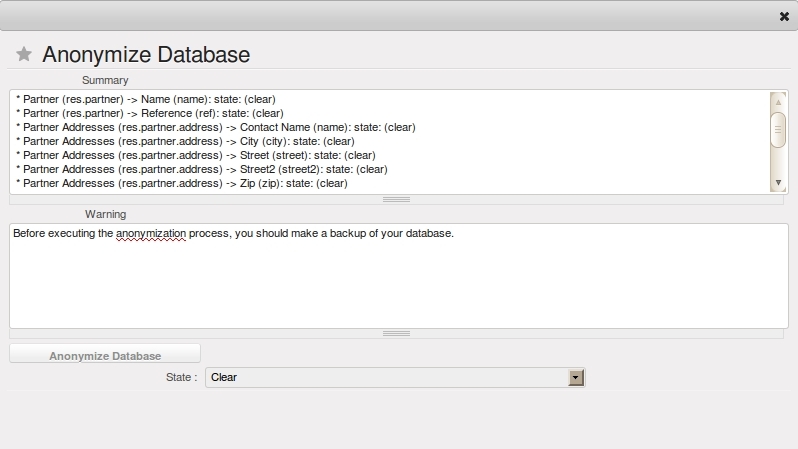 Anonymize Database
Summary
* Partner (res.partner) -> Name (name): state: (clear)
* Partner (res.partner) -> Reference (ref): state: (clear)
* Partner Addresses (res.partner.address) -> Contact Name (name): state: (clear)
* Partner Addresses (res.partner.address) -> City (city): state: (clear)
* Partner Addresses (res.partner.address) -> Street (street): state: (clear)
* Partner Addresses (res.partner.address) -> Street2 (street2): state: (clear)
* Partner Addresses (res.partner.address) -> Zip (zip): state: (clear)
Warning
Before executing the anonymization process, you should make a backup of your database.
Anonymize Database
State : Clear